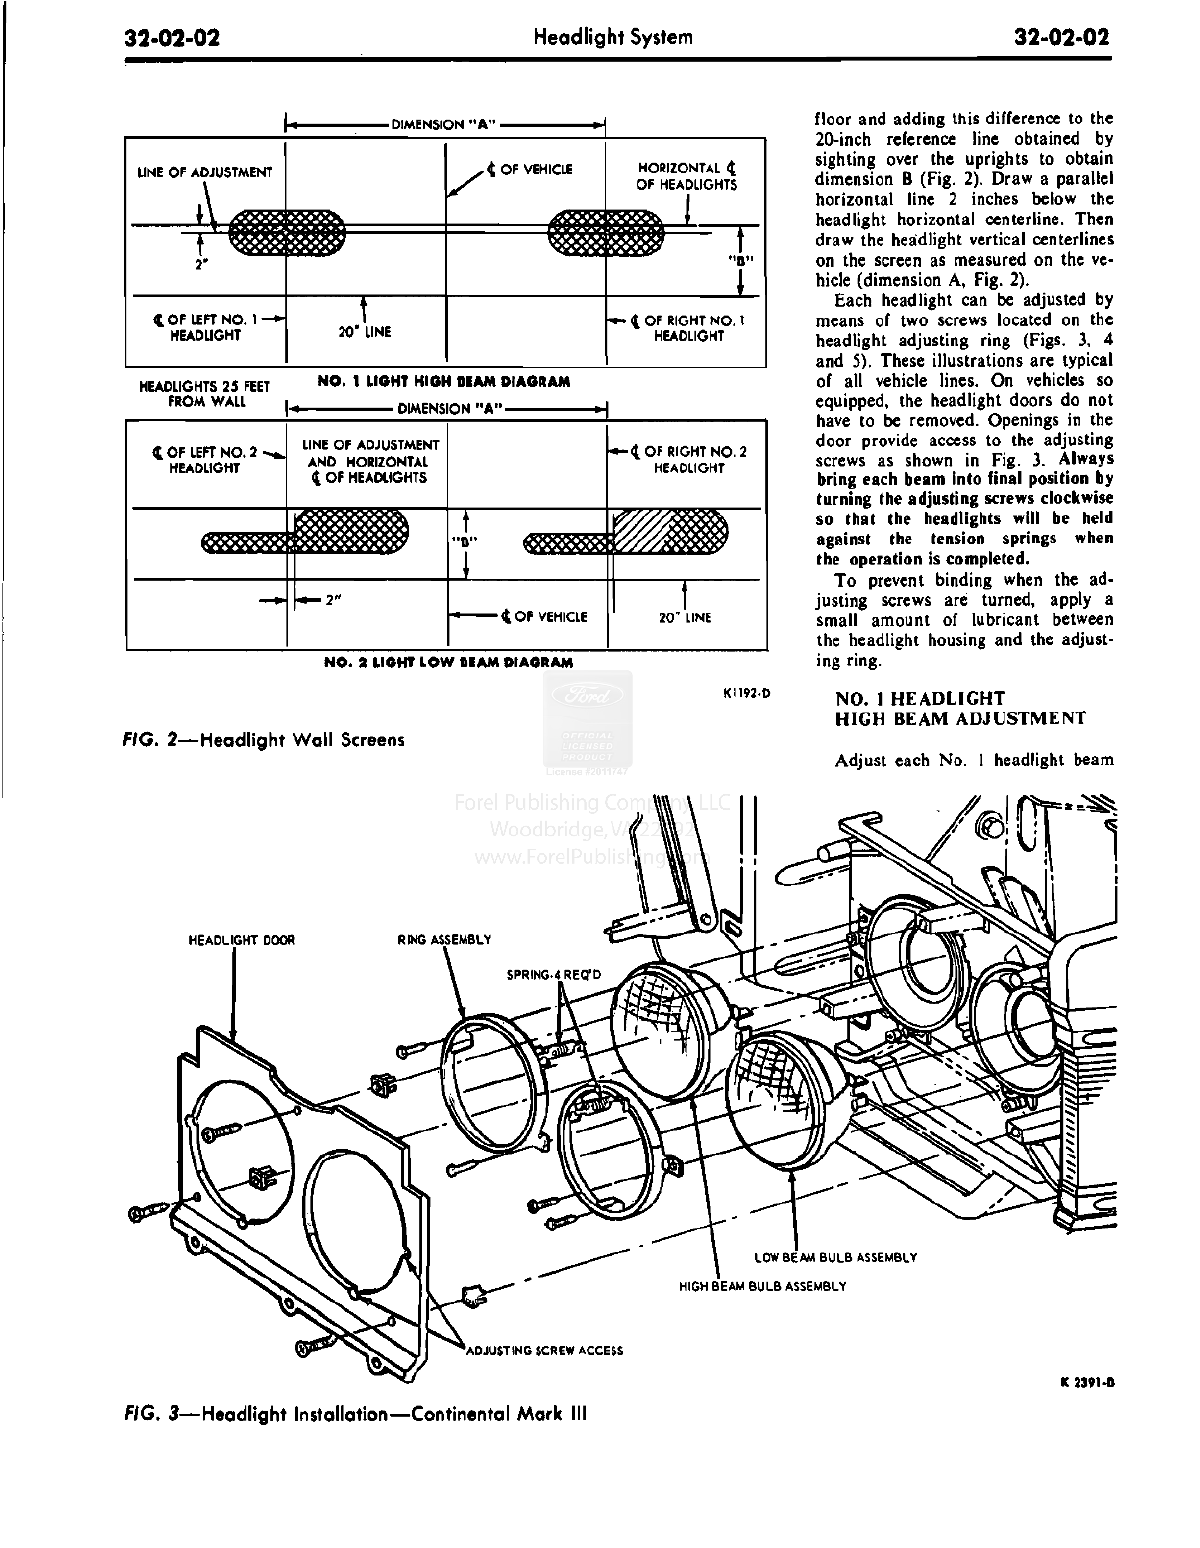 32-02-02
Headlight System
32-02-02
DIMENSION "A"
LINE OF ADJUSTMENT
℄ OF VEHICLE
HORIZONTAL ℄
OF HEADLIGHTS
2"
"B"
℄ OF LEFT NO. 1
HEADLIGHT
20" LINE
℄ OF RIGHT NO. 1
HEADLIGHT
NO. 1 LIGHT HIGH BEAM DIAGRAM
HEADLIGHTS 25 FEET
FROM WALL
DIMENSION "A"
℄ OF LEFT NO. 2
HEADLIGHT
LINE OF ADJUSTMENT
AND HORIZONTAL
℄ OF HEADLIGHTS
℄ OF RIGHT NO. 2
HEADLIGHT
"B"
2"
℄ OF VEHICLE
20" LINE
NO. 2 LIGHT LOW BEAM DIAGRAM
K1192-D
FIG. 2—Headlight Wall Screens
floor and adding this difference to the
20-inch reference line obtained by
sighting over the uprights to obtain
dimension B (Fig. 2). Draw a parallel
horizontal line 2 inches below the
headlight horizontal centerline. Then
draw the headlight vertical centerlines
on the screen as measured on the ve-
hicle (dimension A, Fig. 2).
Each headlight can be adjusted by
means of two screws located on the
headlight adjusting ring (Figs. 3, 4
and 5). These illustrations are typical
of all vehicle lines. On vehicles so
equipped, the headlight doors do not
have to be removed. Openings in the
door provide access to the adjusting
screws as shown in Fig. 3. Always
bring each beam into final position by
turning the adjusting screws clockwise
so that the headlights will be held
against the tension springs when
the operation is completed.
To prevent binding when the ad-
justing screws are turned, apply a
small amount of lubricant between
the headlight housing and the adjust-
ing ring.
NO. 1 HEADLIGHT
HIGH BEAM ADJUSTMENT
Adjust each No. 1 headlight beam
Ford
OFFICIAL
LICENSED
PRODUCT
License #2011747
Forel Publishing Company, LLC
Woodbridge, VA 22192
www.ForelPublishing.com
HEADLIGHT DOOR
RING ASSEMBLY
SPRING-4 REQ'D
LOW BEAM BULB ASSEMBLY
HIGH BEAM BULB ASSEMBLY
ADJUSTING SCREW ACCESS
K 2391-B
FIG. 3—Headlight Installation—Continental Mark III